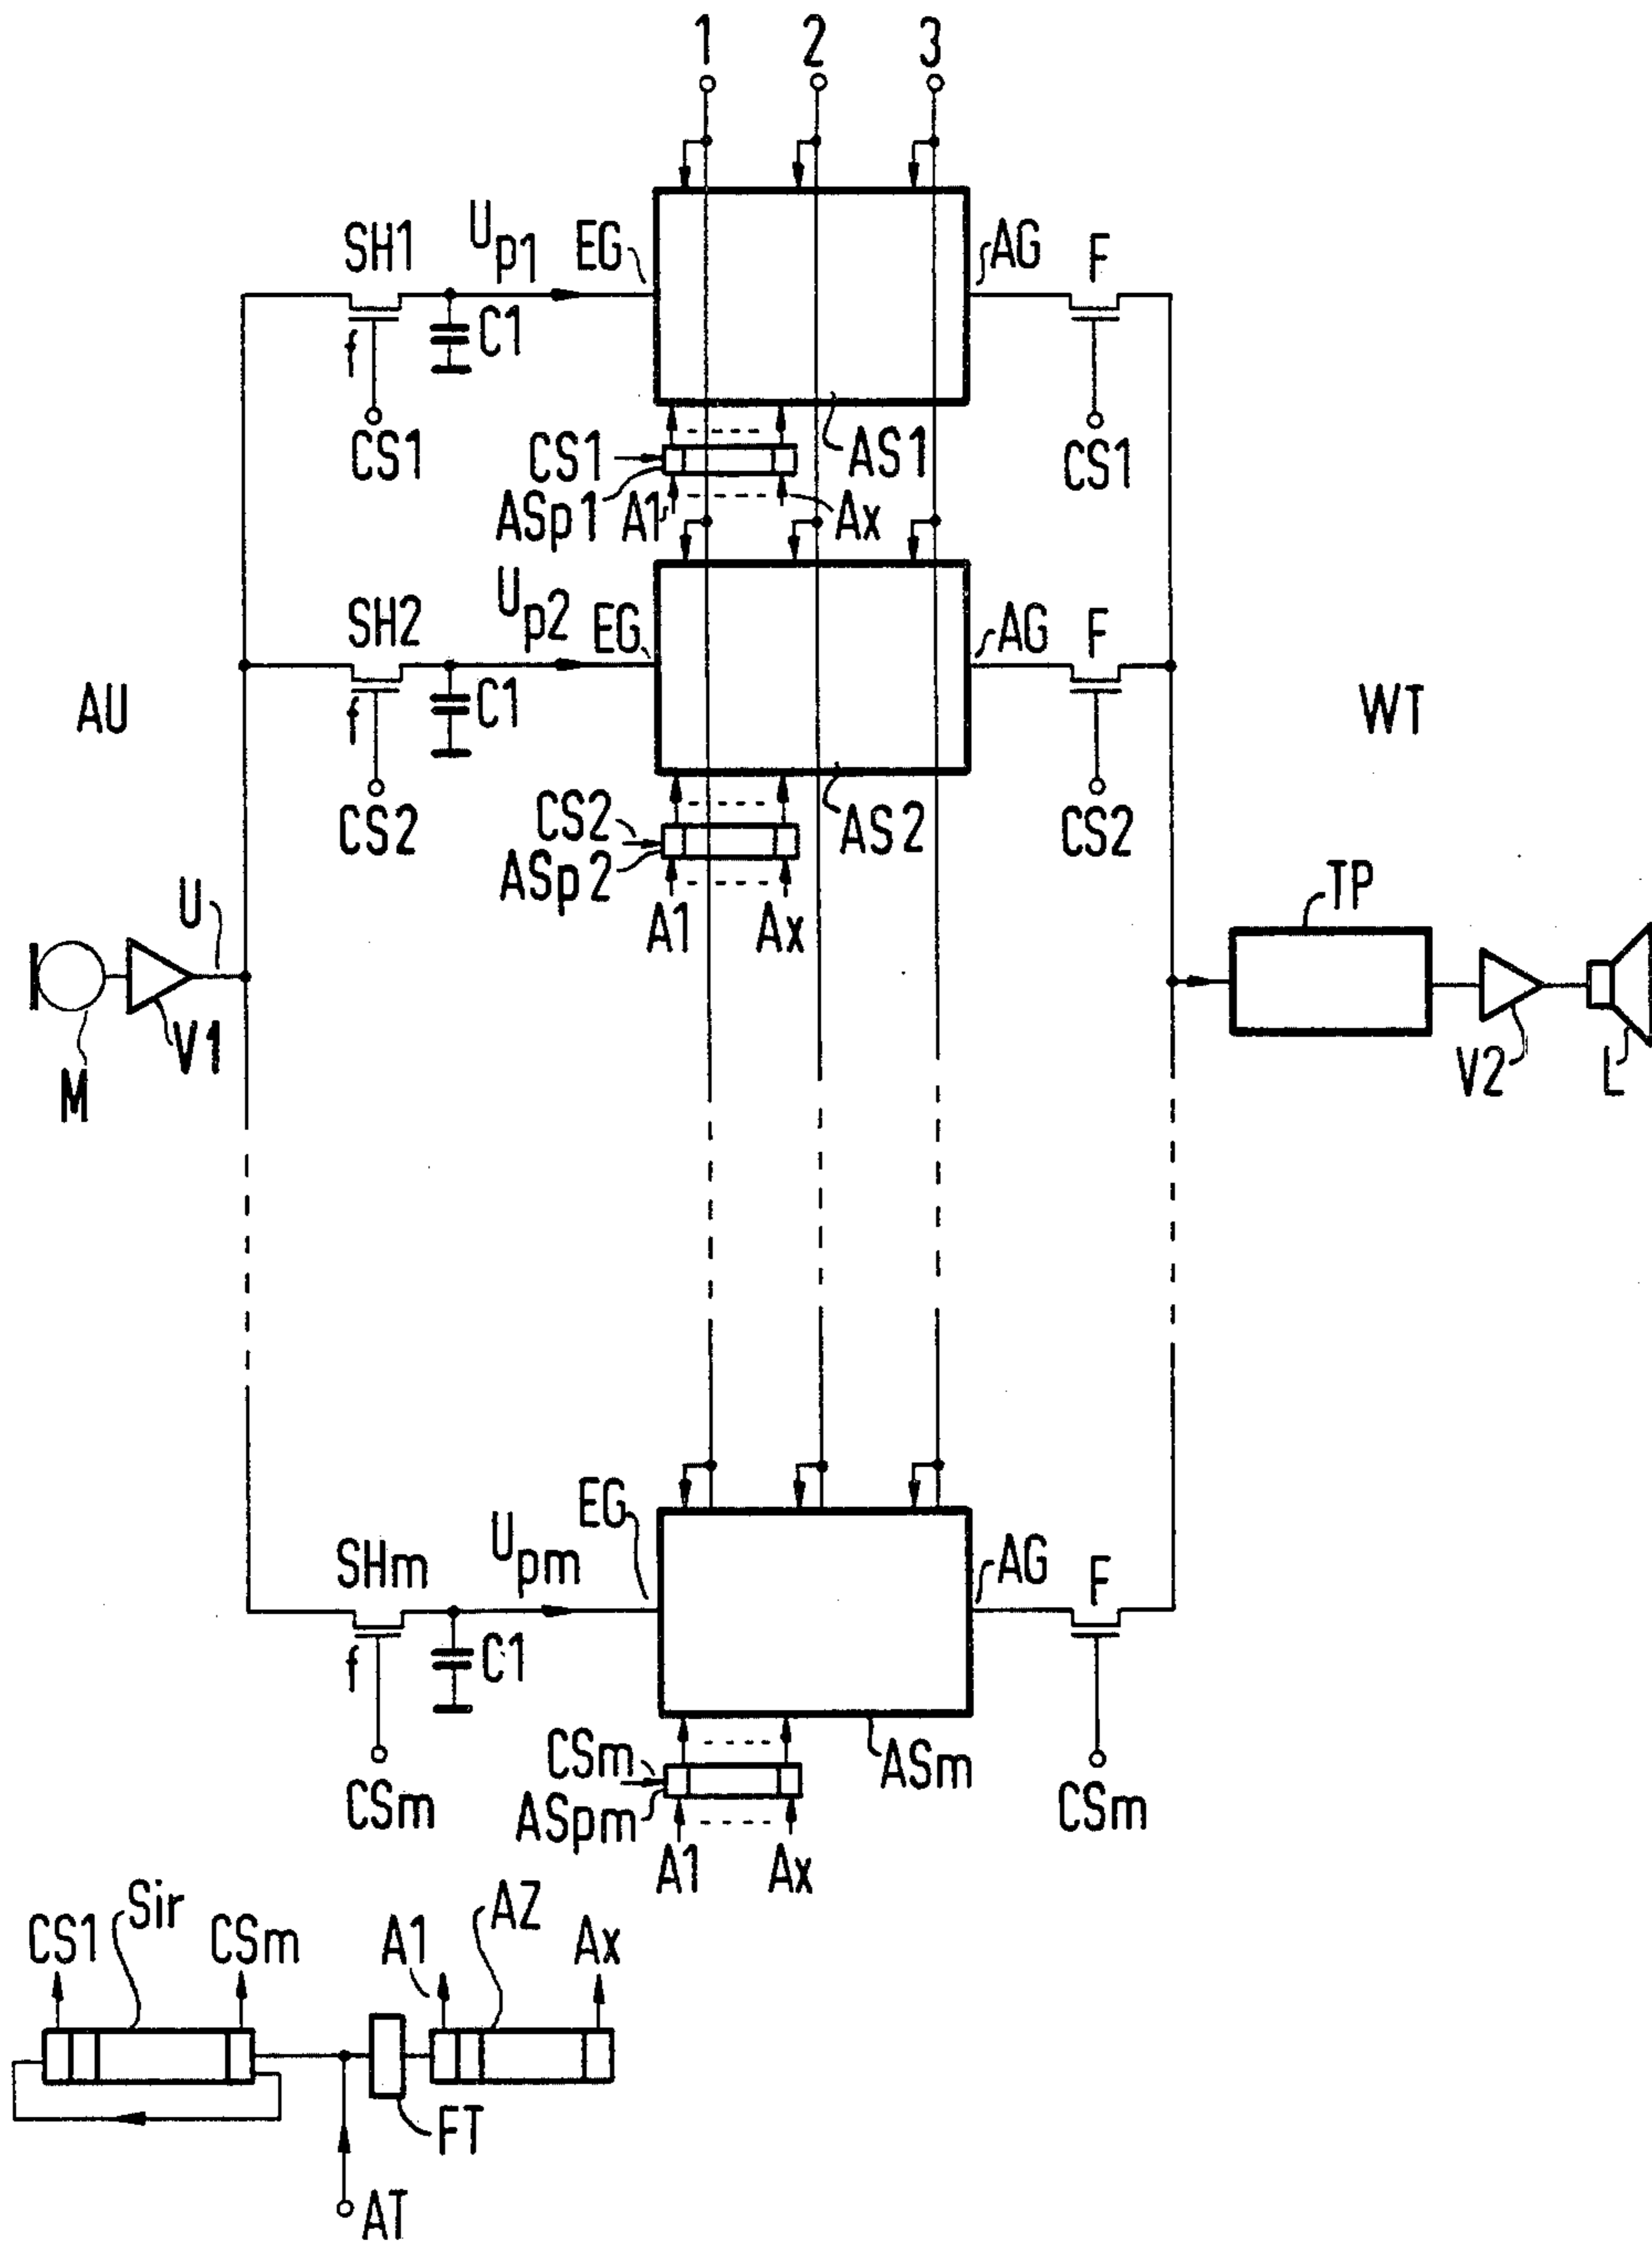 1 2 3
SH1 Up1 EG AG F
f C1
CS1 CS1 AS1 CS1
ASp1 A1 Ax
SH2 Up2 EG AG F
AU f C1 WT
CS2 CS2 AS2 CS2
ASp2
A1 Ax
U TP
M V1 V2 L
SHm Upm EG AG F
f C1
CSm CSm ASm CSm
ASpm
A1 Ax
CS1 Sir CSm A1 AZ Ax
FT
AT